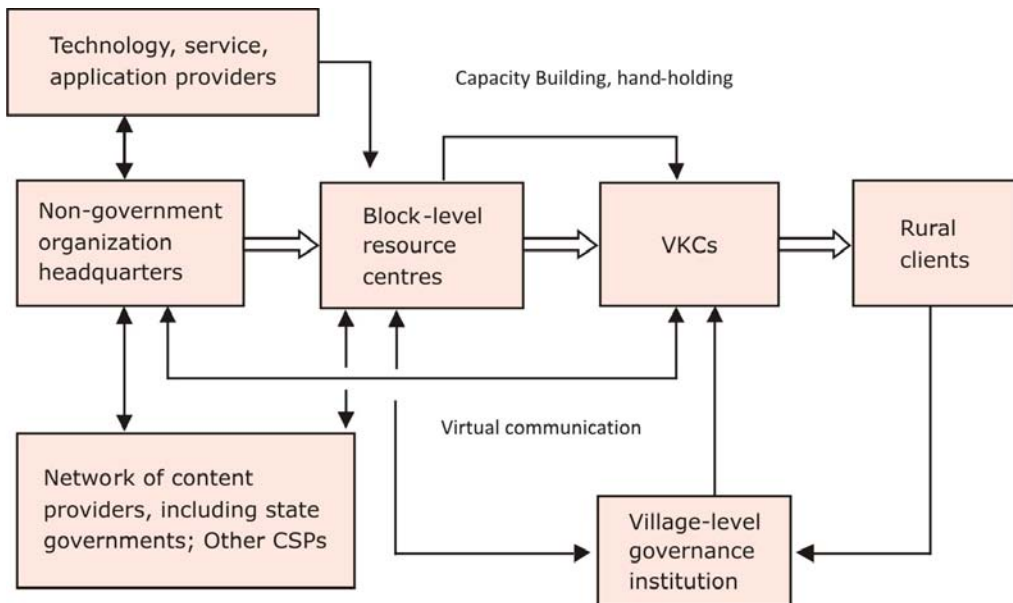 Technology, service,
application providers
Capacity Building, hand-holding
Non-government
organization
headquarters
Block-level
resource
centres
VKCs
Rural
clients
Virtual communication
Network of content
providers, including state
governments; Other CSPs
Village-level
governance
institution